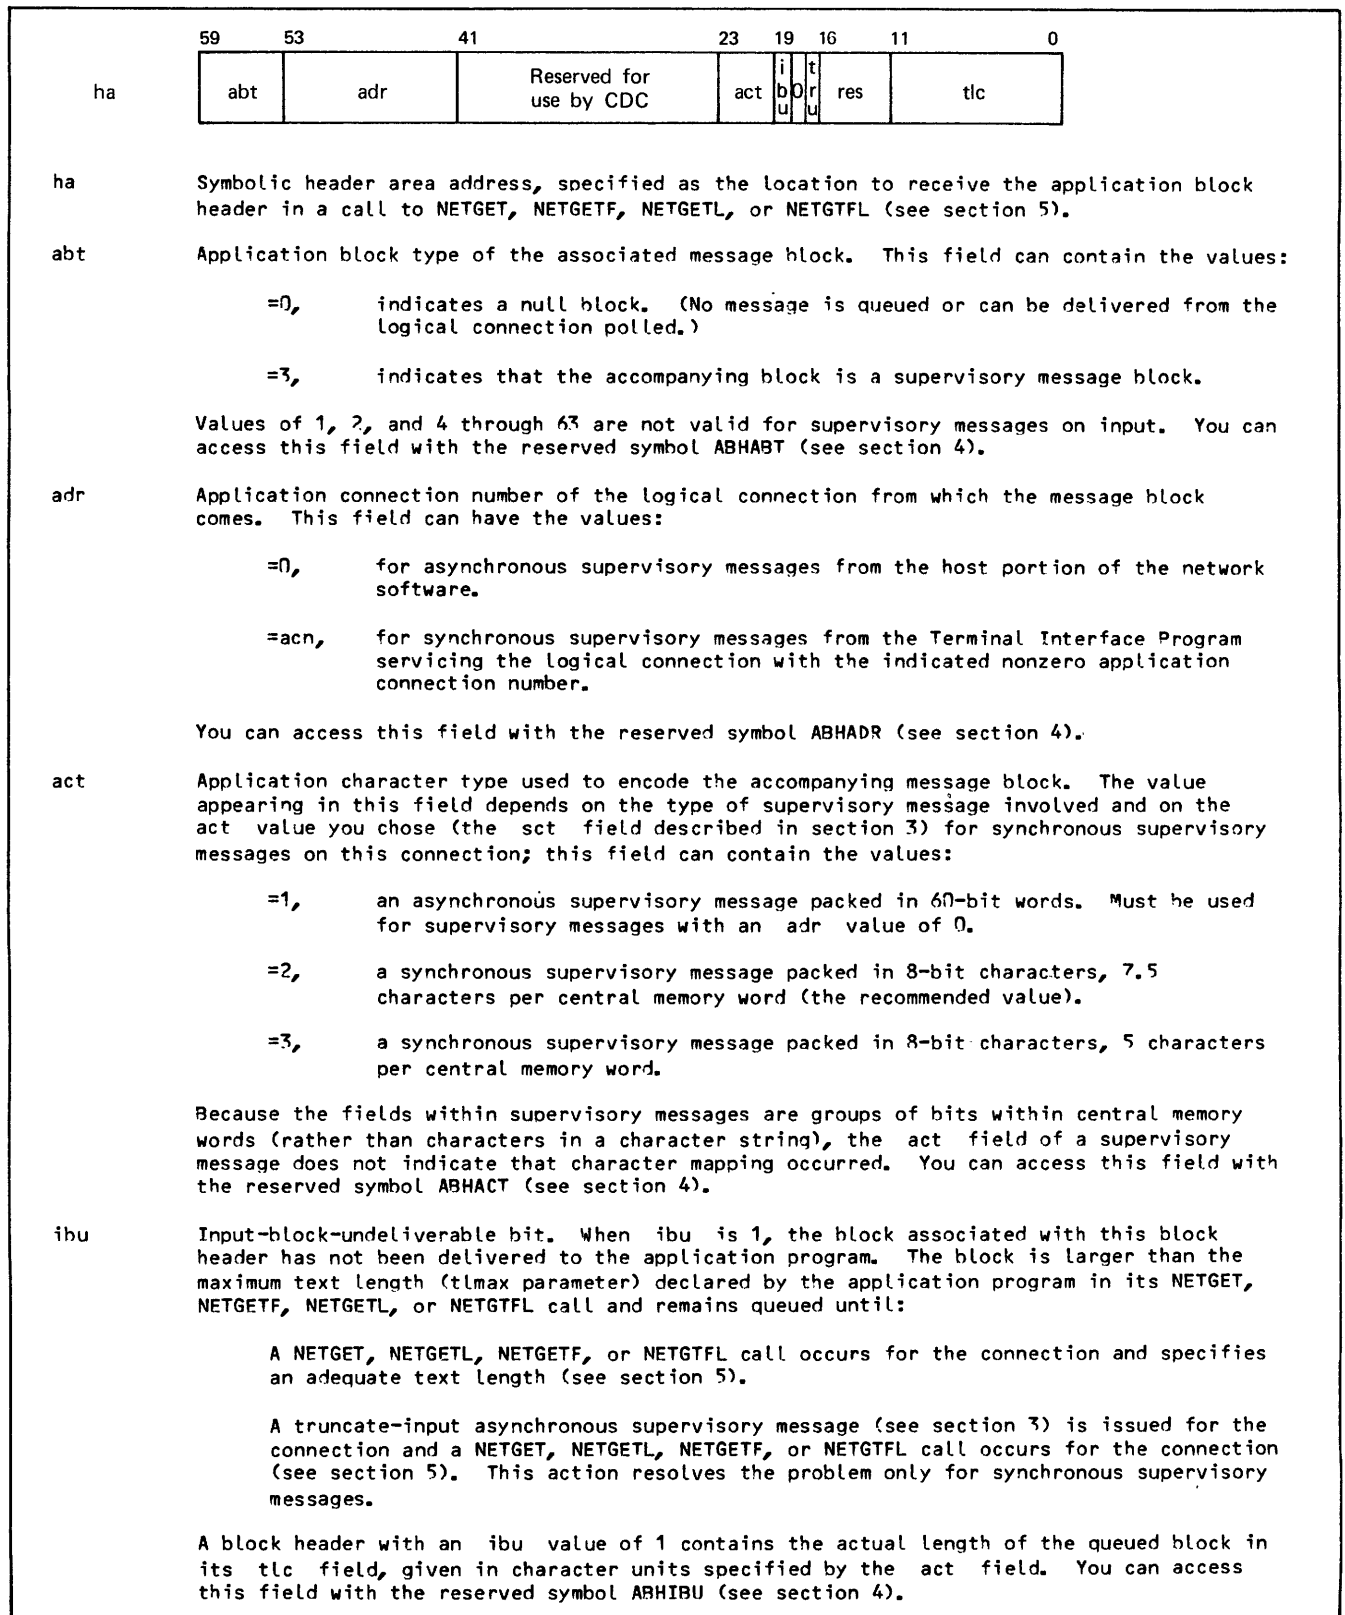 59 53 41 23 19 16 11 0
ha abt adr Reserved for use by CDC act ibu 0 tru res tlc
ha Symbolic header area address, specified as the location to receive the application block
header in a call to NETGET, NETGETF, NETGETL, or NETGTFL (see section 5).
abt Application block type of the associated message block. This field can contain the values:
=0, indicates a null block. (No message is queued or can be delivered from the
logical connection polled.)
=3, indicates that the accompanying block is a supervisory message block.
Values of 1, 2, and 4 through 63 are not valid for supervisory messages on input. You can
access this field with the reserved symbol ABHABT (see section 4).
adr Application connection number of the logical connection from which the message block
comes. This field can have the values:
=0, for asynchronous supervisory messages from the host portion of the network
software.
=acn, for synchronous supervisory messages from the Terminal Interface Program
servicing the logical connection with the indicated nonzero application
connection number.
You can access this field with the reserved symbol ABHADR (see section 4).
act Application character type used to encode the accompanying message block. The value
appearing in this field depends on the type of supervisory message involved and on the
act value you chose (the sct field described in section 3) for synchronous supervisory
messages on this connection; this field can contain the values:
=1, an asynchronous supervisory message packed in 60-bit words. Must be used
for supervisory messages with an adr value of 0.
=2, a synchronous supervisory message packed in 8-bit characters, 7.5
characters per central memory word (the recommended value).
=3, a synchronous supervisory message packed in 8-bit characters, 5 characters
per central memory word.
Because the fields within supervisory messages are groups of bits within central memory
words (rather than characters in a character string), the act field of a supervisory
message does not indicate that character mapping occurred. You can access this field with
the reserved symbol ABHACT (see section 4).
ibu Input-block-undeliverable bit. When ibu is 1, the block associated with this block
header has not been delivered to the application program. The block is larger than the
maximum text length (tlmax parameter) declared by the application program in its NETGET,
NETGETF, NETGETL, or NETGTFL call and remains queued until:
A NETGET, NETGETL, NETGETF, or NETGTFL call occurs for the connection and specifies
an adequate text length (see section 5).
A truncate-input asynchronous supervisory message (see section 3) is issued for the
connection and a NETGET, NETGETL, NETGETF, or NETGTFL call occurs for the connection
(see section 5). This action resolves the problem only for synchronous supervisory
messages.
A block header with an ibu value of 1 contains the actual length of the queued block in
its tlc field, given in character units specified by the act field. You can access
this field with the reserved symbol ABHIBU (see section 4).